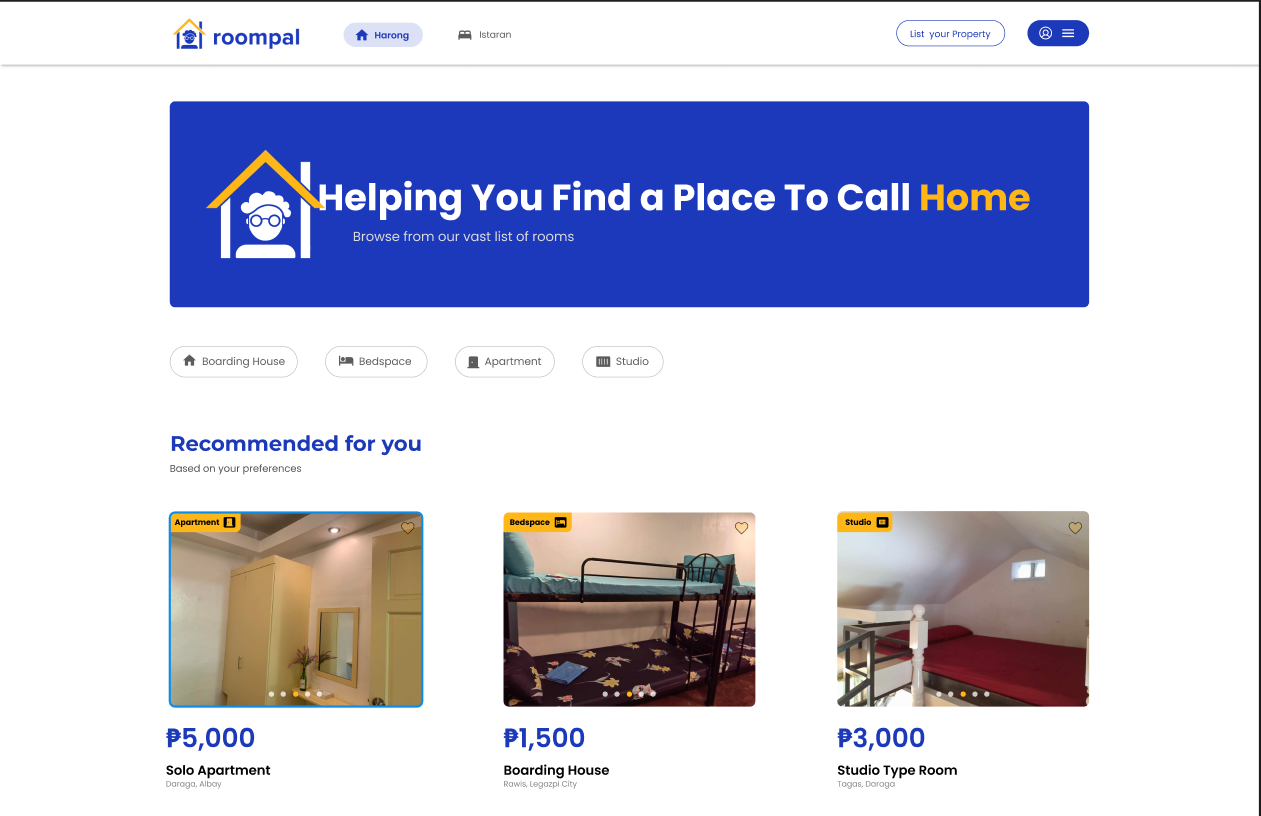 roompal
Harong
Istaran
List your Property
Helping You Find a Place To Call Home
Browse from our vast list of rooms
Boarding House
Bedspace
Apartment
Studio
Recommended for you
Based on your preferences
Apartment
Bedspace
Studio
₱5,000
₱1,500
₱3,000
Solo Apartment
Boarding House
Studio Type Room
Daraga, Albay
Rawis, Legazpi City
Tagas, Daraga